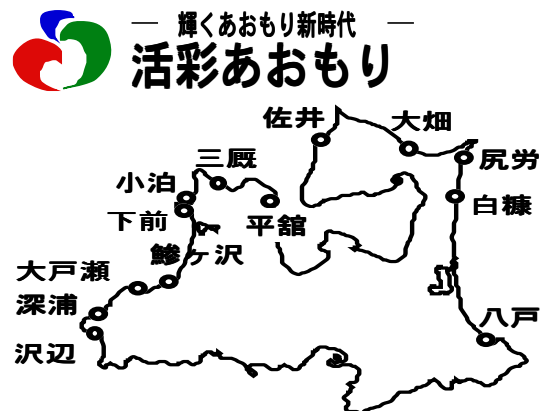 輝くあおもり新時代
活彩あおもり
佐井
大畑
三厩
尻労
小泊
白糠
下前
平舘
鰺ヶ沢
大戸瀬
深浦
八戸
沢辺